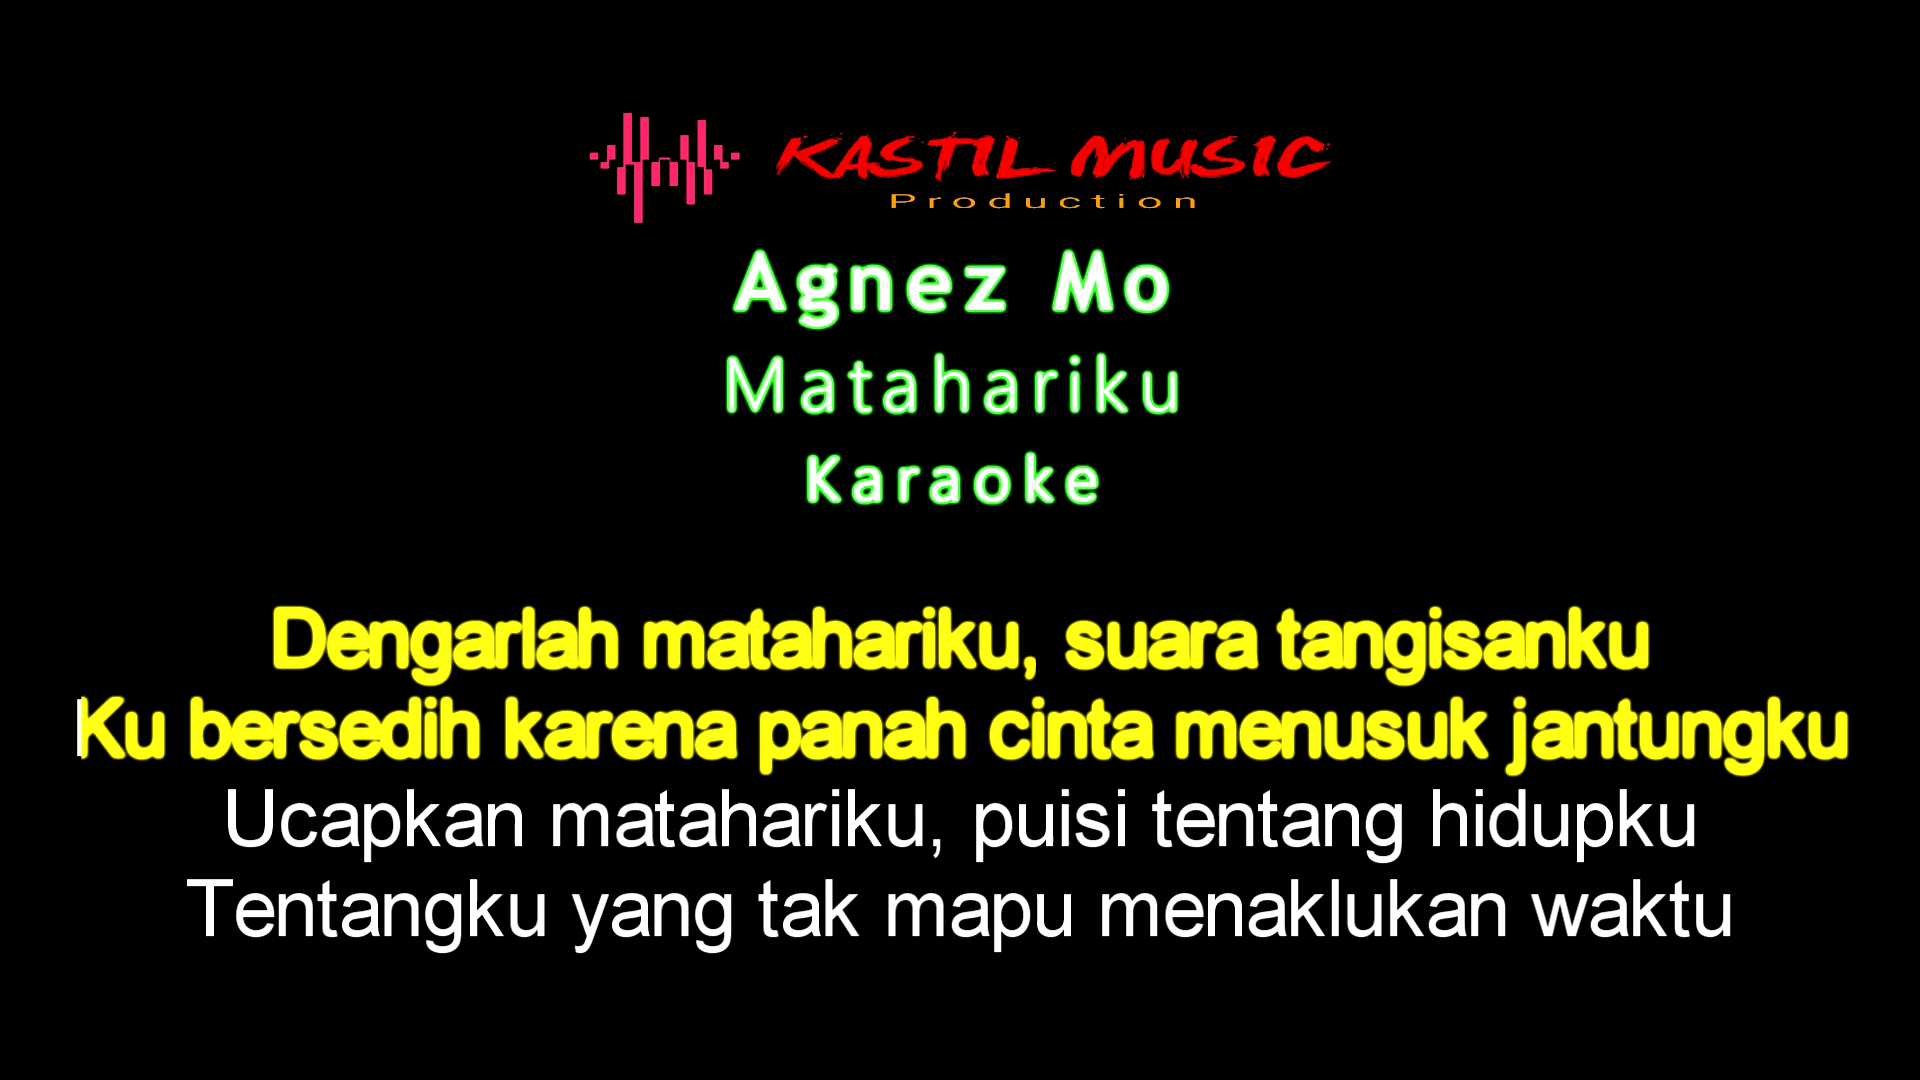 KASTIL MUSIC
Production
Agnez Mo
Matahariku
Karaoke
Dengarlah matahariku, suara tangisanku
Ku bersedih karena panah cinta menusuk jantungku
Ucapkan matahariku, puisi tentang hidupku
Tentangku yang tak mapu menaklukan waktu